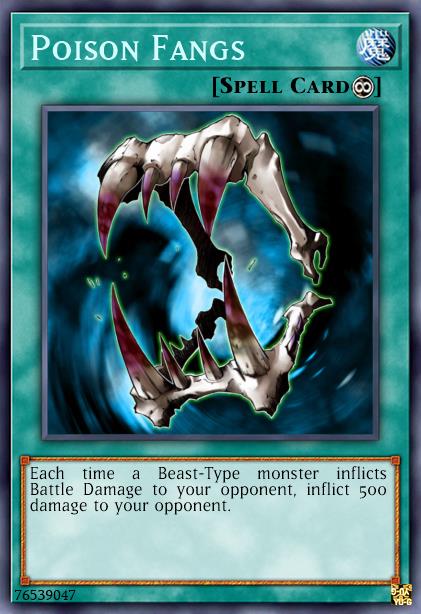 Poison Fangs
魔
[Spell Card]
Each time a Beast-Type monster inflicts
Battle Damage to your opponent, inflict 500
damage to your opponent.
76539047